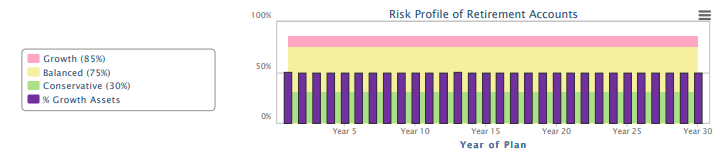 Risk Profile of Retirement Accounts
Growth (85%)
Balanced (75%)
Conservative (30%)
% Growth Assets
100%
50%
0%
Year 5 Year 10 Year 15 Year 20 Year 25 Year 30
Year of Plan